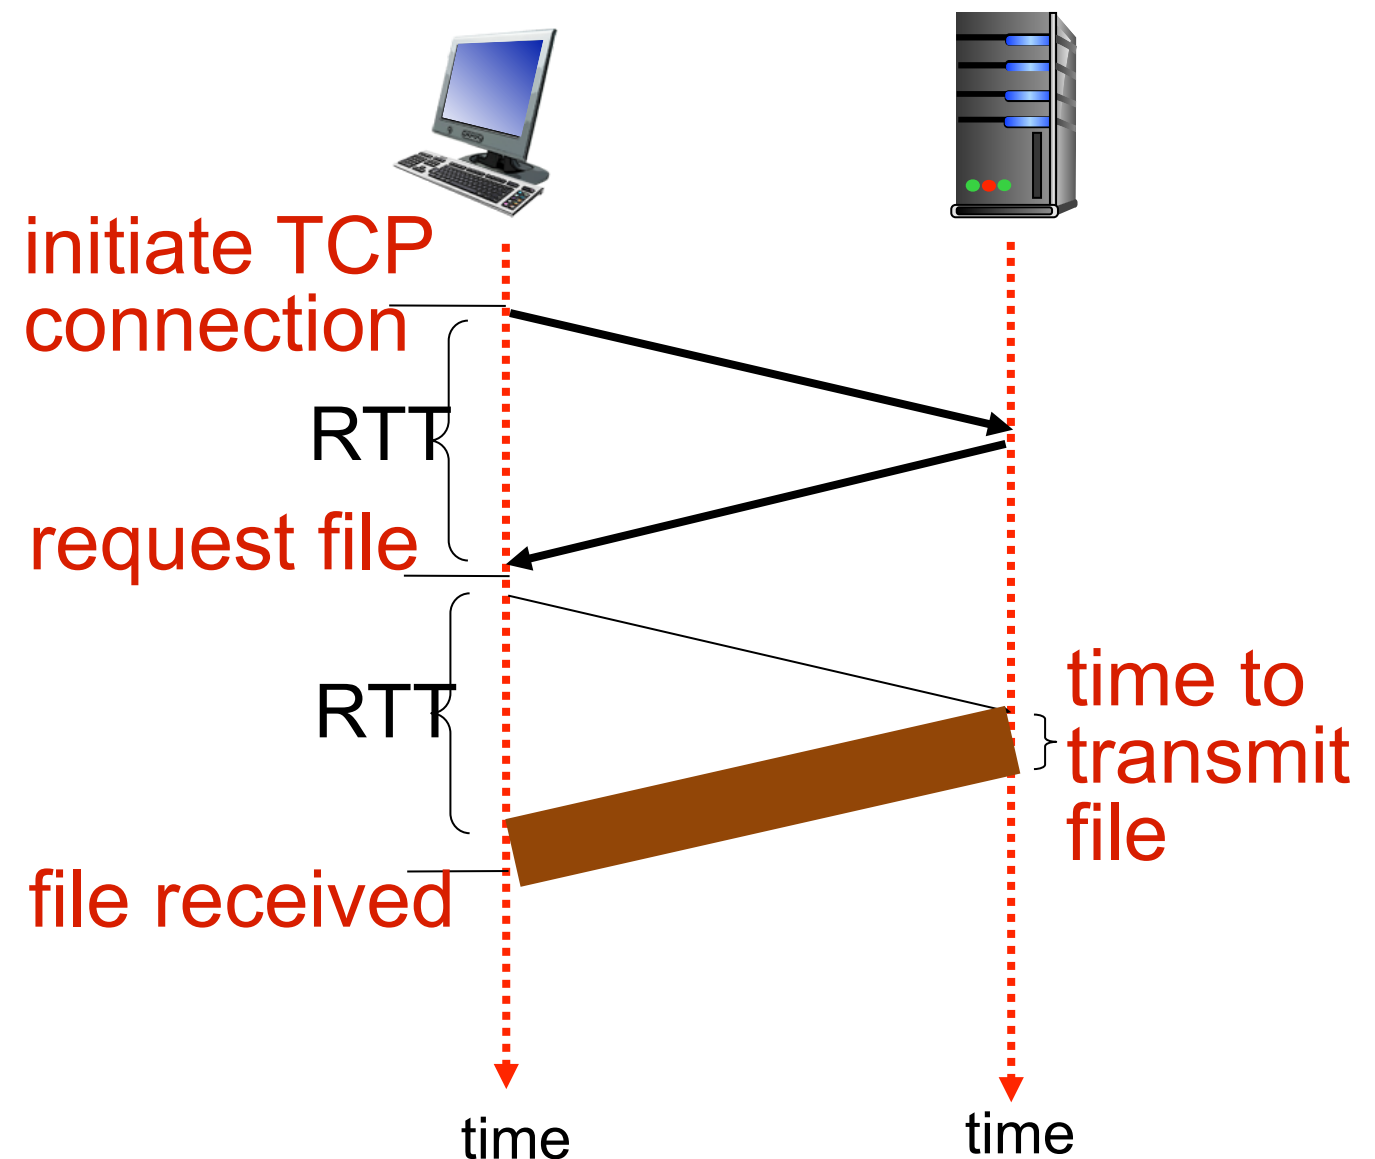 initiate TCP
connection
RTT
request file
RTT
time to
transmit
file
file received
time
time